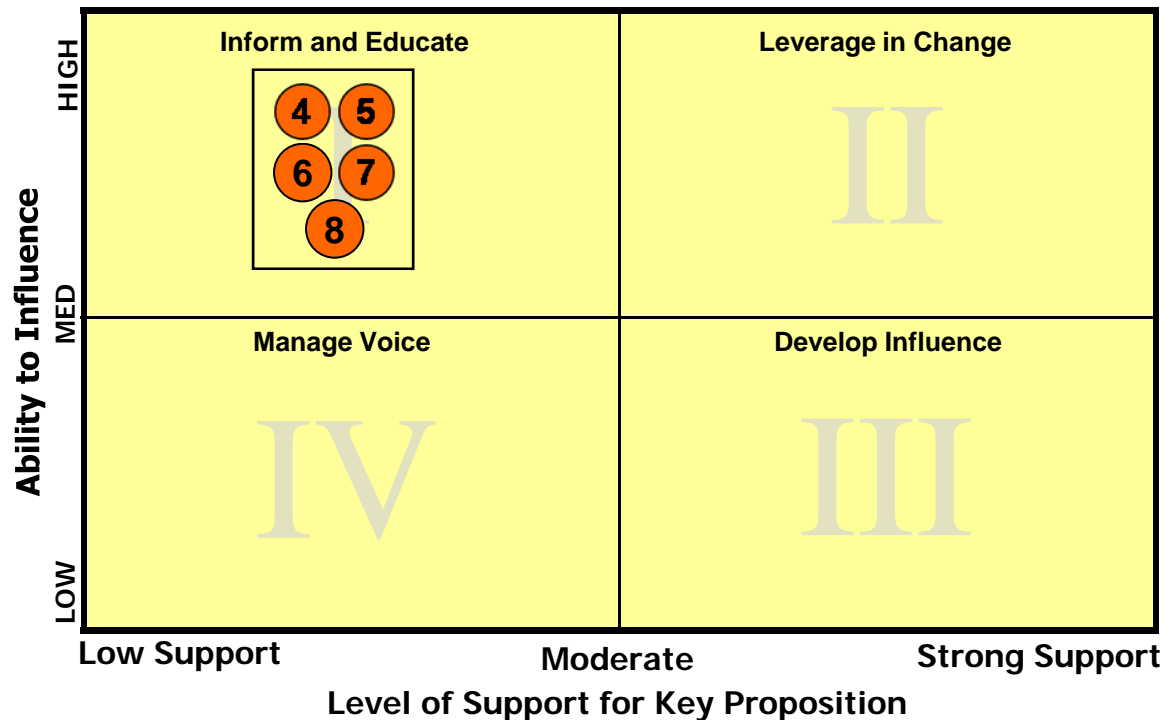 Inform and Educate
Leverage in Change
HIGH
4 5
I
II
6 7
8
Ability to Influence
MED
Manage Voice
Develop Influence
IV
III
LOW
Low Support
Moderate
Strong Support
Level of Support for Key Proposition